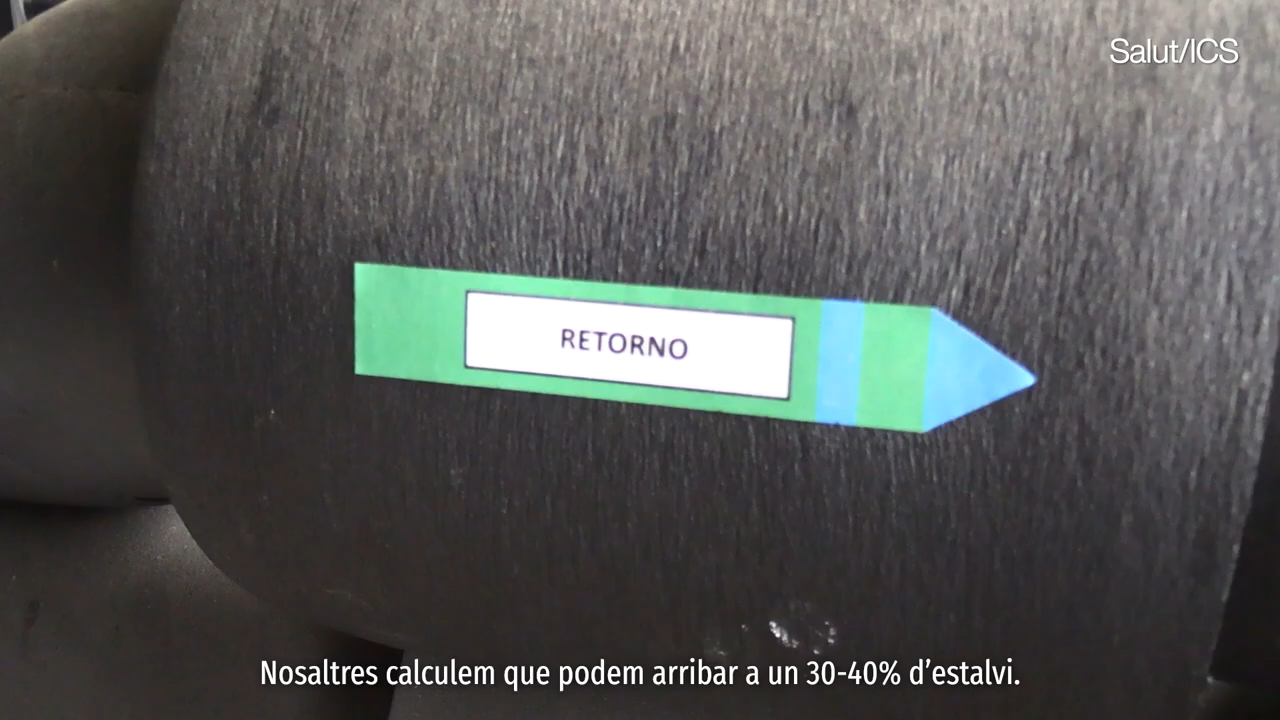 Salut/ICS
RETORNO
Nosaltres calculem que podem arribar a un 30-40% d’estalvi.